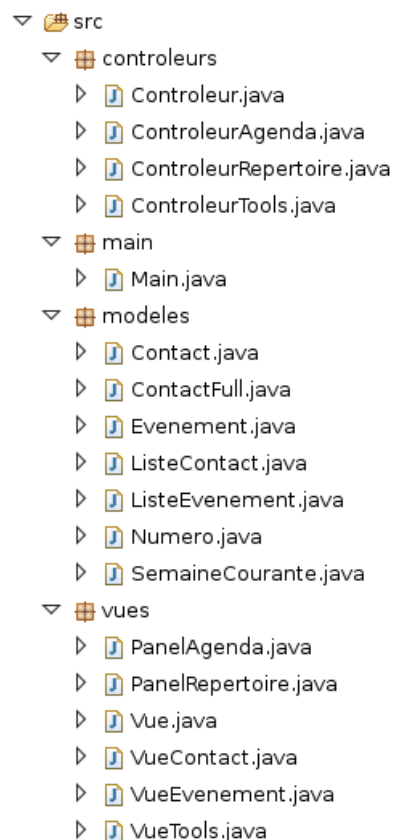 src
controleurs
Controleur.java
ControleurAgenda.java
ControleurRepertoire.java
ControleurTools.java
main
Main.java
modeles
Contact.java
ContactFull.java
Evenement.java
ListeContact.java
ListeEvenement.java
Numero.java
SemaineCourante.java
vues
PanelAgenda.java
PanelRepertoire.java
Vue.java
VueContact.java
VueEvenement.java
VueTools.java